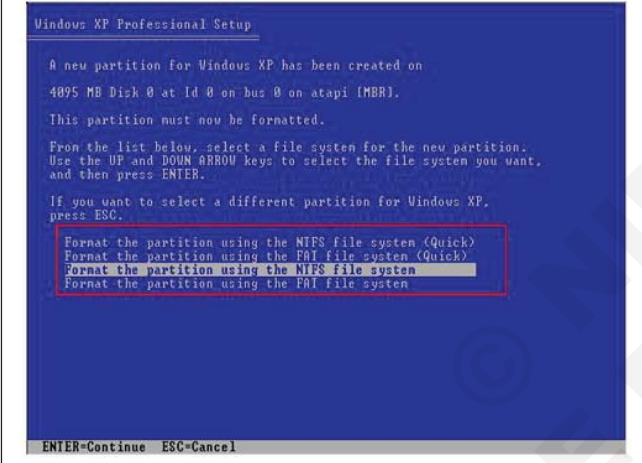 Windows XP Professional Setup
A new partition for Windows XP has been created on
4095 MB Disk 0 at Id 0 on bus 0 on atapi [MBR].
This partition must now be formatted.
From the list below, select a file system for the new partition.
Use the UP and DOWN ARROW keys to select the file system you want,
and then press ENTER.
If you want to select a different partition for Windows XP,
press ESC.
Format the partition using the NTFS file system (Quick)
Format the partition using the FAT file system (Quick)
Format the partition using the NTFS file system
Format the partition using the FAT file system
ENTER=Continue ESC=Cancel